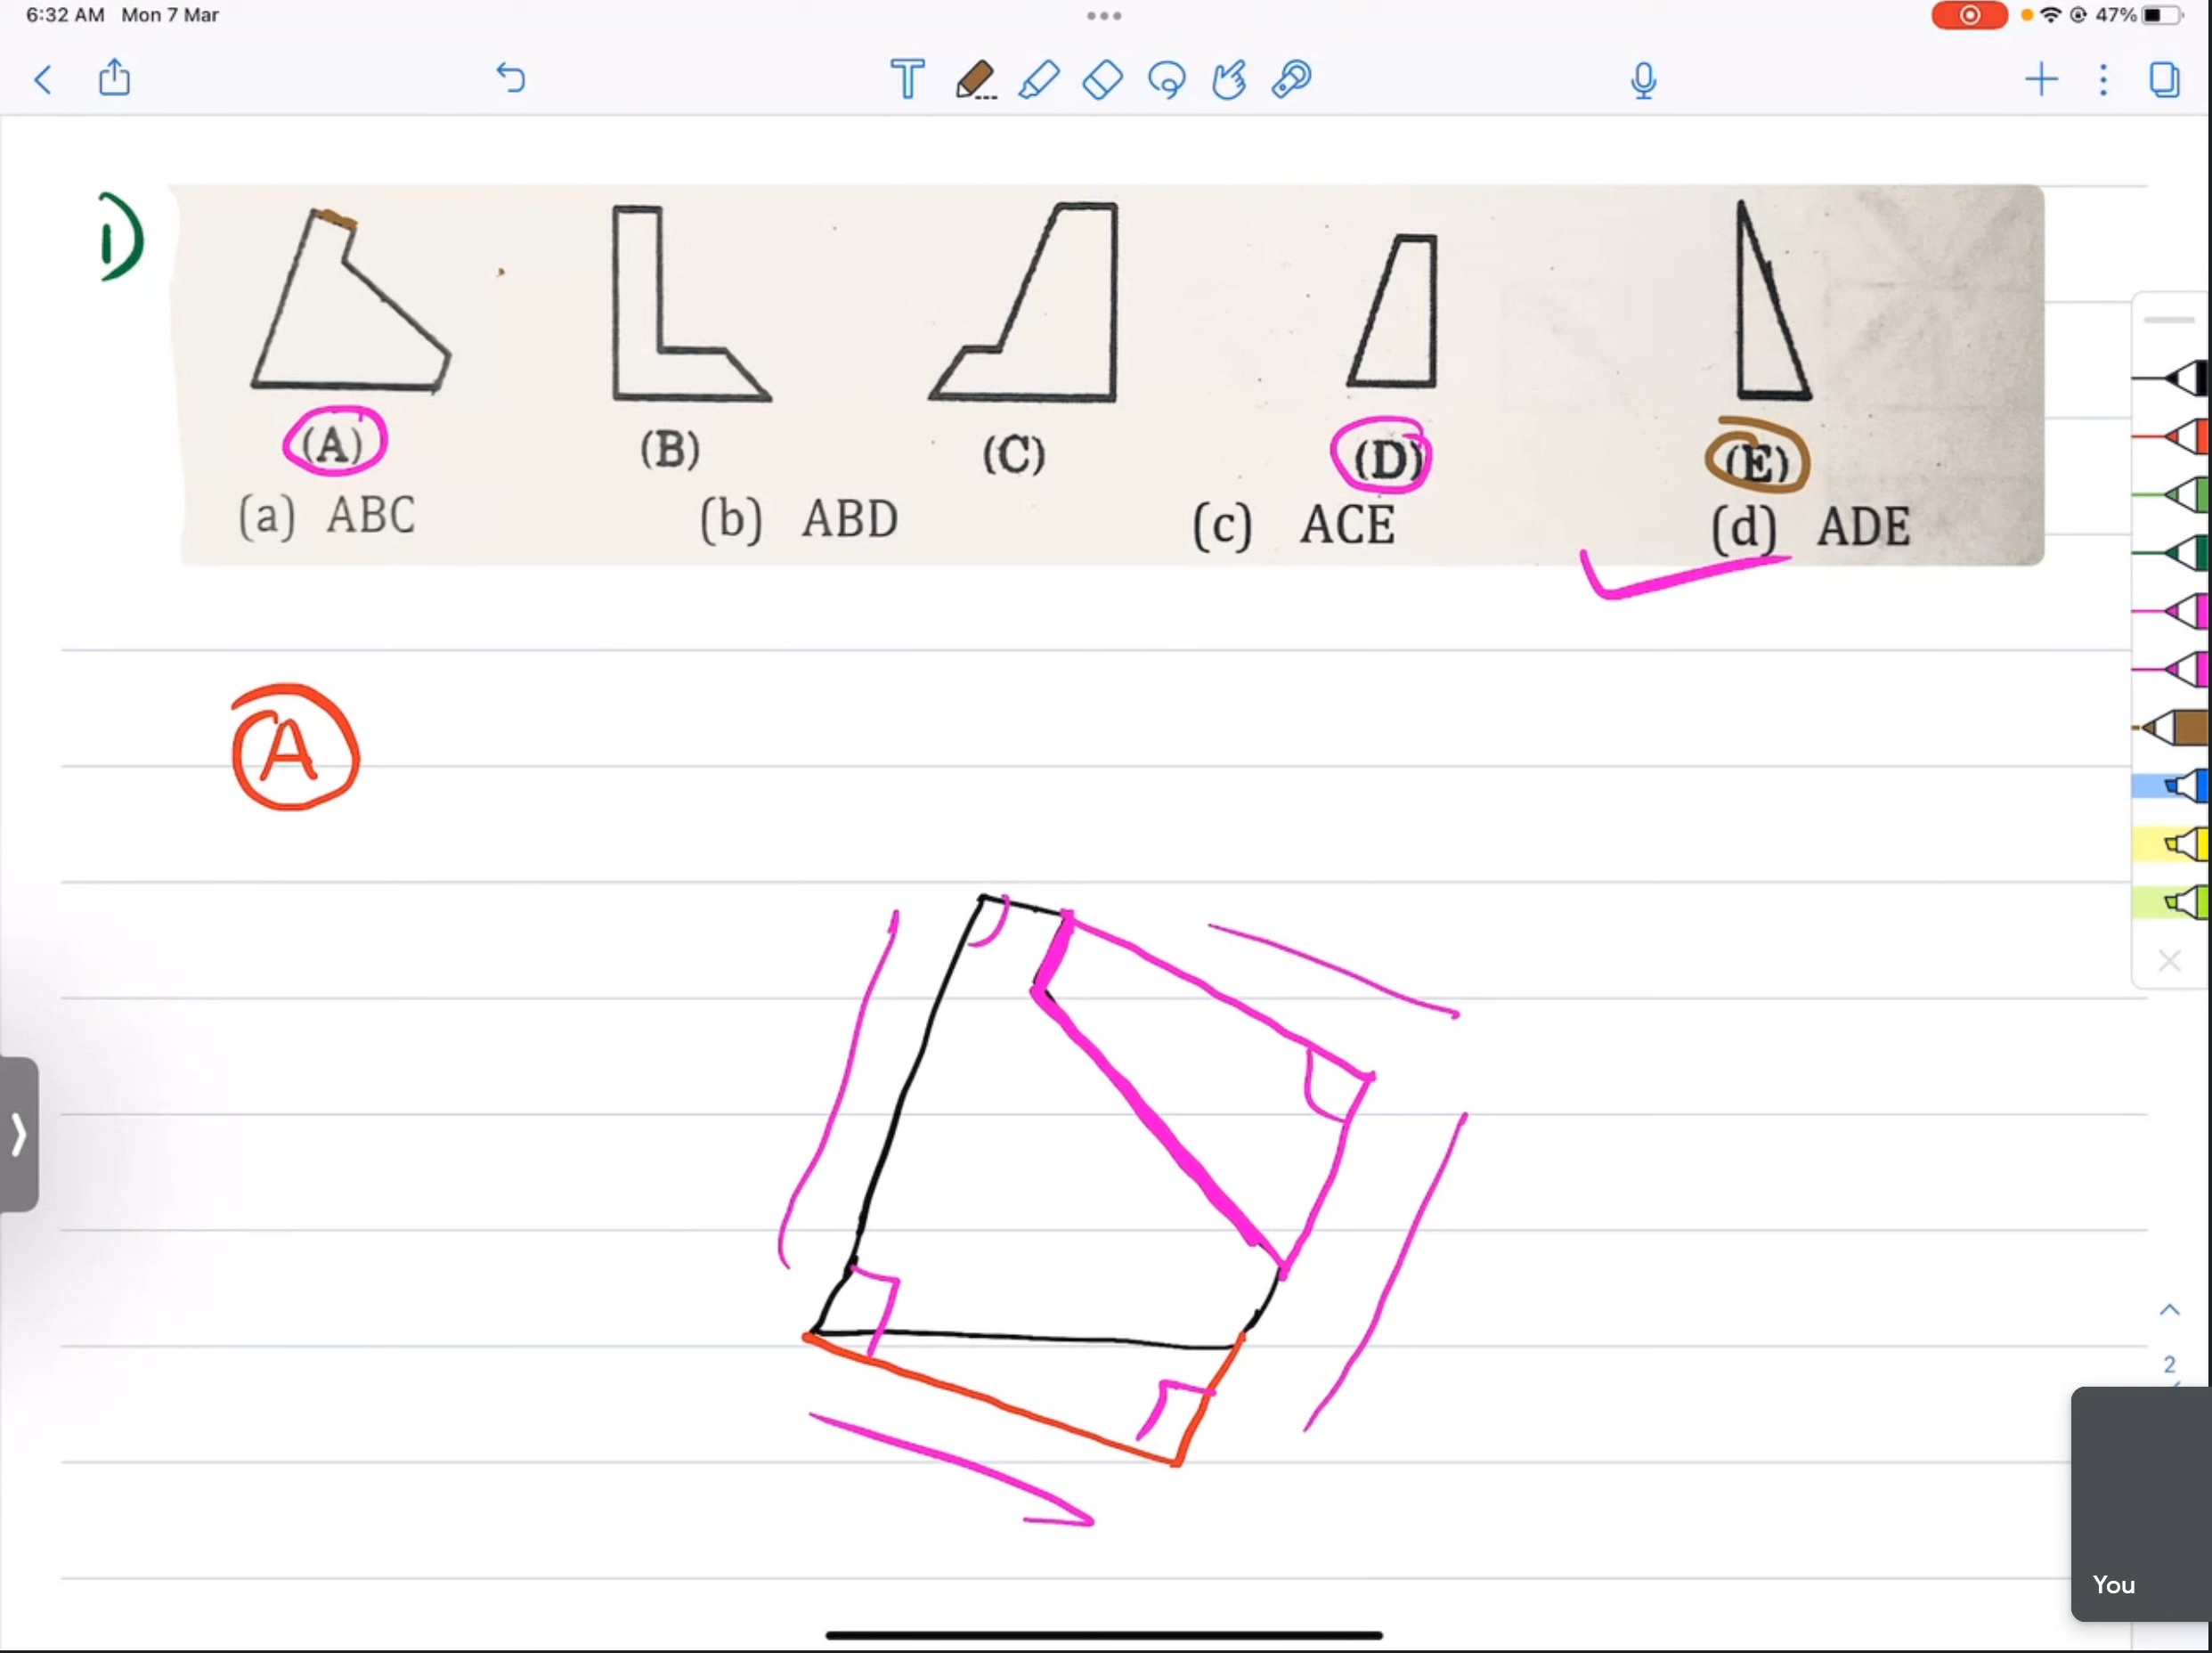 6:32 AM Mon 7 Mar
47%
T
1)
(A) (B) (C) (D) (E)
(a) ABC (b) ABD (c) ACE (d) ADE
A
2
You